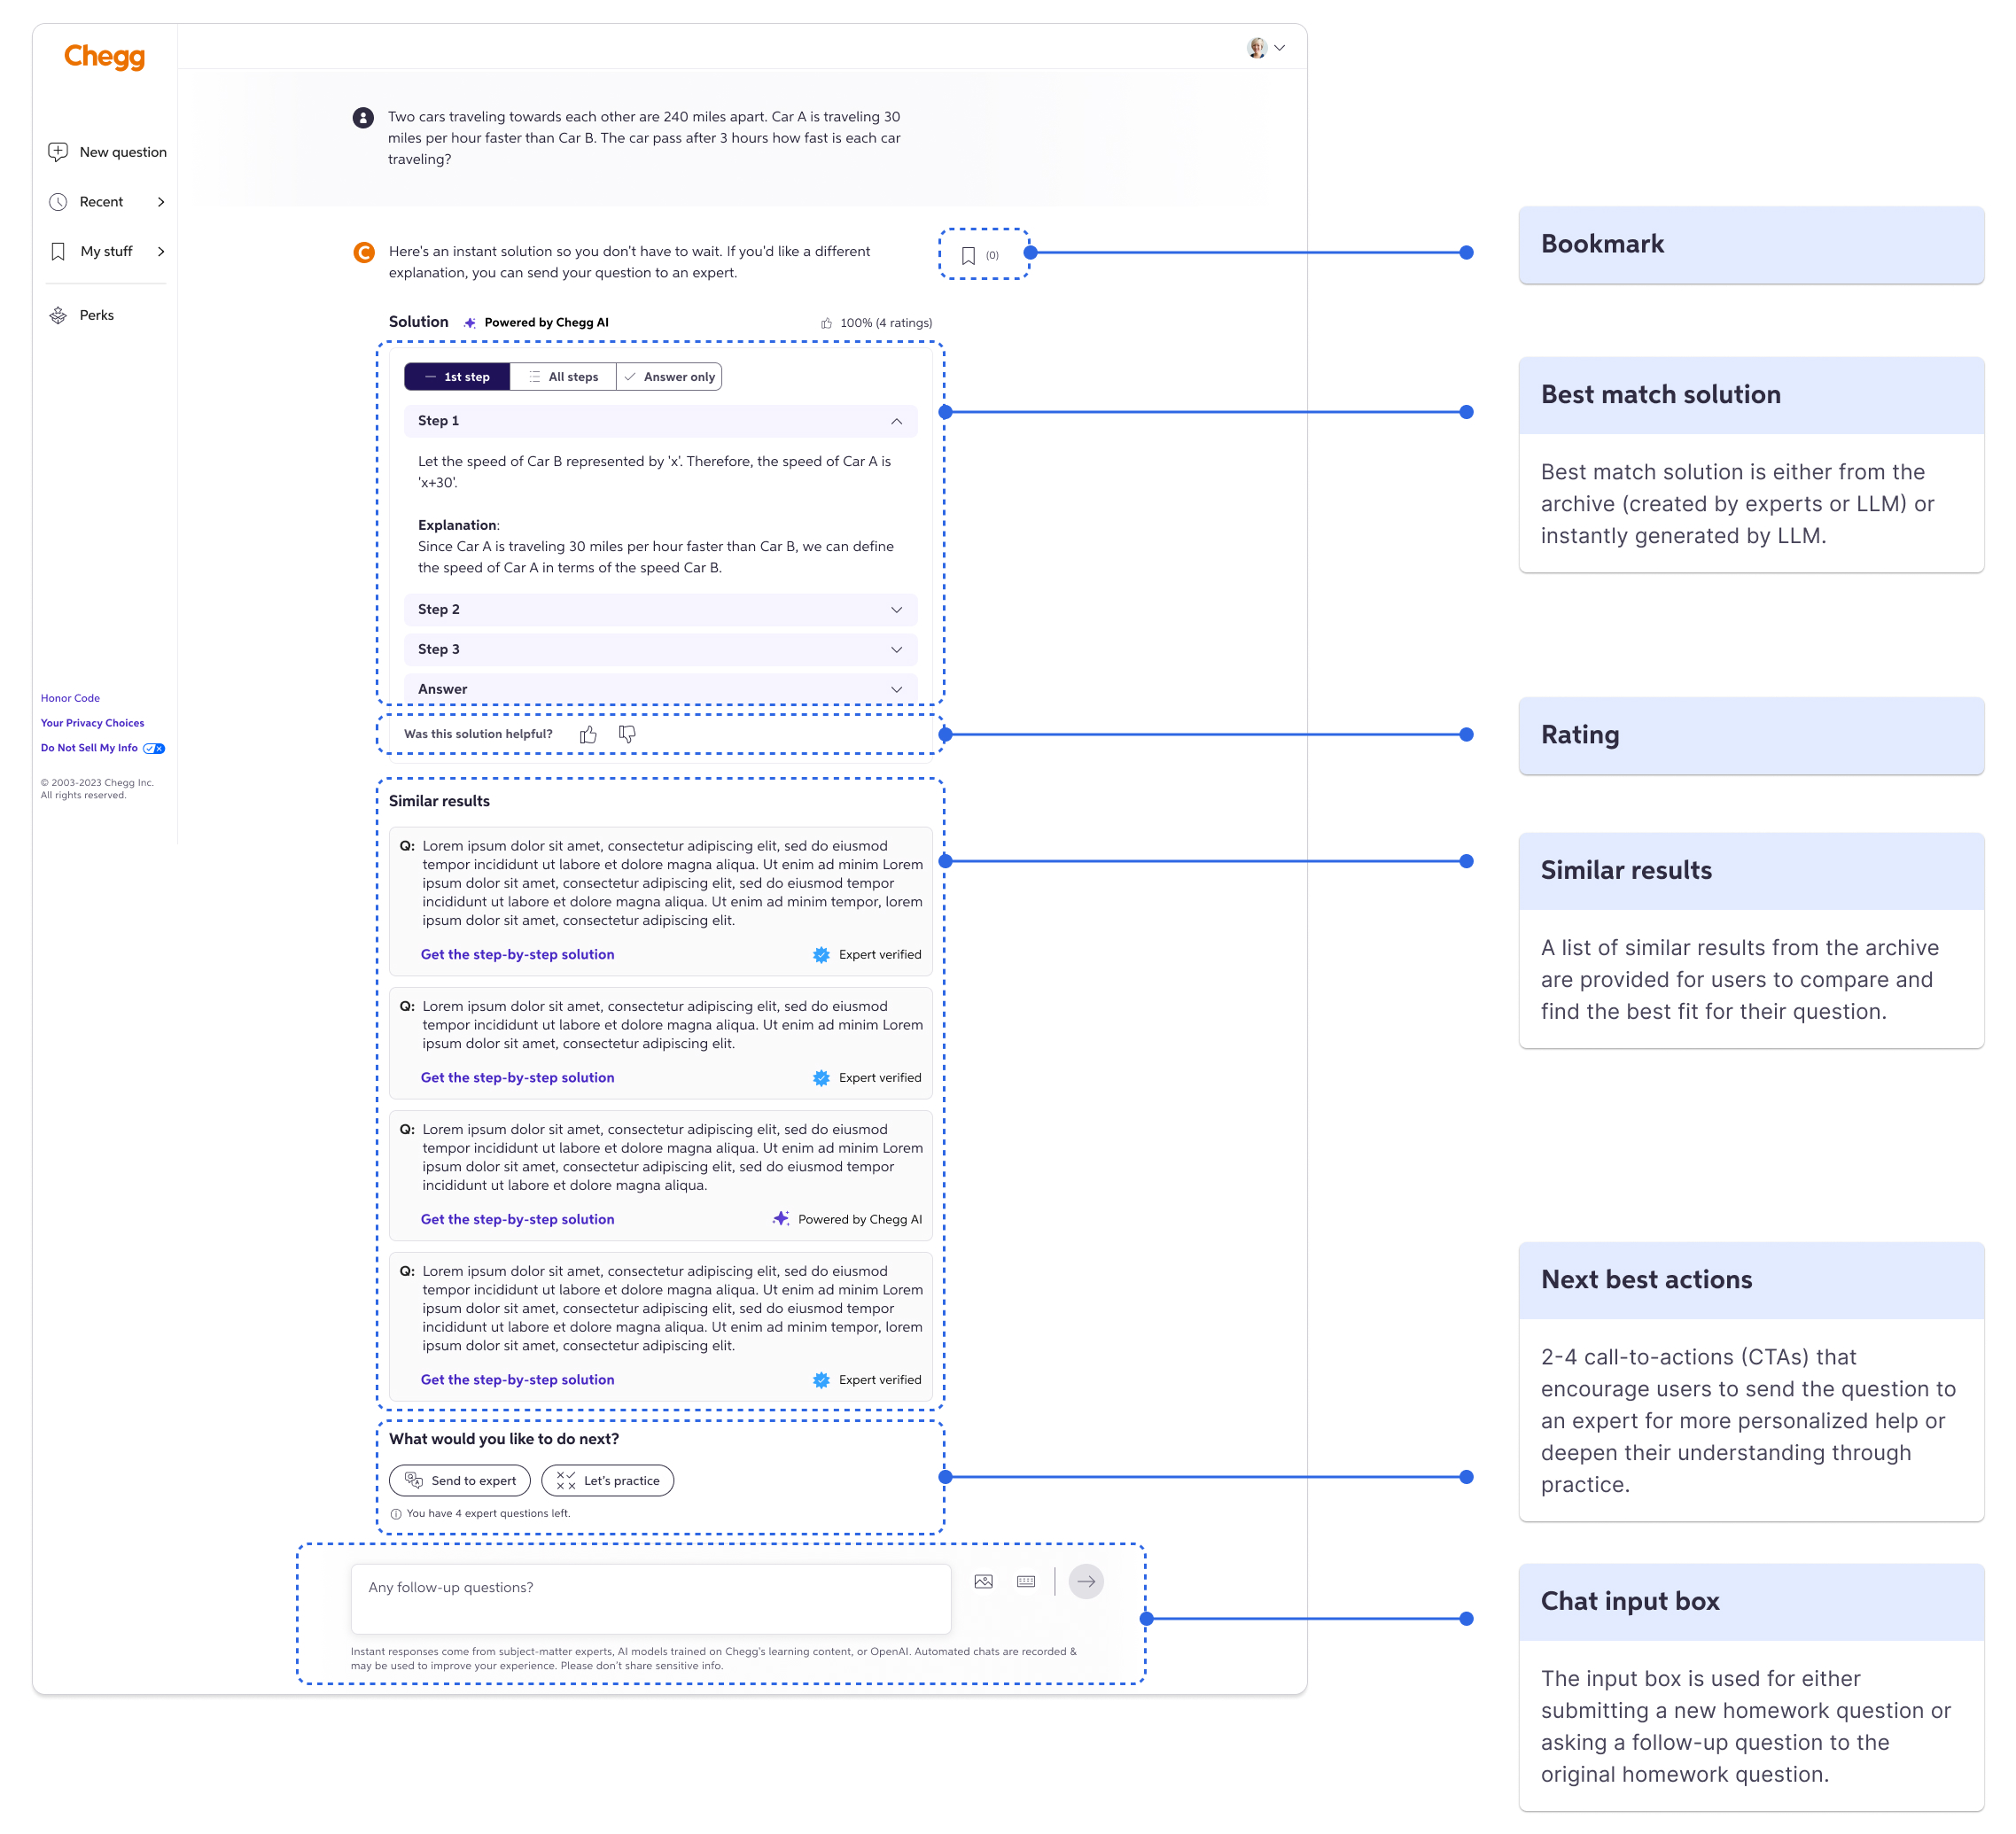 Chegg
New question
Recent
My stuff
Perks
Honor Code
Your Privacy Choices
Do Not Sell My Info
© 2003-2023 Chegg Inc.
All rights reserved.
Two cars traveling towards each other are 240 miles apart. Car A is traveling 30
miles per hour faster than Car B. The car pass after 3 hours how fast is each car
traveling?
C
Here's an instant solution so you don't have to wait. If you'd like a different
explanation, you can send your question to an expert.
(0)
Solution
Powered by Chegg AI
100% (4 ratings)
1st step
All steps
Answer only
Step 1
Let the speed of Car B represented by 'x'. Therefore, the speed of Car A is
'x+30'.
Explanation:
Since Car A is traveling 30 miles per hour faster than Car B, we can define
the speed of Car A in terms of the speed Car B.
Step 2
Step 3
Answer
Was this solution helpful?
Similar results
Q: Lorem ipsum dolor sit amet, consectetur adipiscing elit, sed do eiusmod
tempor incididunt ut labore et dolore magna aliqua. Ut enim ad minim Lorem
ipsum dolor sit amet, consectetur adipiscing elit, sed do eiusmod tempor
incididunt ut labore et dolore magna aliqua. Ut enim ad minim tempor, lorem
ipsum dolor sit amet, consectetur adipiscing elit.
Get the step-by-step solution
Expert verified
Q: Lorem ipsum dolor sit amet, consectetur adipiscing elit, sed do eiusmod
tempor incididunt ut labore et dolore magna aliqua. Ut enim ad minim Lorem
ipsum dolor sit amet, consectetur adipiscing elit.
Get the step-by-step solution
Expert verified
Q: Lorem ipsum dolor sit amet, consectetur adipiscing elit, sed do eiusmod
tempor incididunt ut labore et dolore magna aliqua. Ut enim ad minim Lorem
ipsum dolor sit amet, consectetur adipiscing elit, sed do eiusmod tempor
incididunt ut labore et dolore magna aliqua.
Get the step-by-step solution
Powered by Chegg AI
Q: Lorem ipsum dolor sit amet, consectetur adipiscing elit, sed do eiusmod
tempor incididunt ut labore et dolore magna aliqua. Ut enim ad minim Lorem
ipsum dolor sit amet, consectetur adipiscing elit, sed do eiusmod tempor
incididunt ut labore et dolore magna aliqua. Ut enim ad minim tempor, lorem
ipsum dolor sit amet, consectetur adipiscing elit.
Get the step-by-step solution
Expert verified
What would you like to do next?
Send to expert
Let's practice
You have 4 expert questions left.
Any follow-up questions?
Instant responses come from subject-matter experts, AI models trained on Chegg's learning content, or OpenAI. Automated chats are recorded &
may be used to improve your experience. Please don't share sensitive info.
Bookmark
Best match solution
Best match solution is either from the
archive (created by experts or LLM) or
instantly generated by LLM.
Rating
Similar results
A list of similar results from the archive
are provided for users to compare and
find the best fit for their question.
Next best actions
2-4 call-to-actions (CTAs) that
encourage users to send the question to
an expert for more personalized help or
deepen their understanding through
practice.
Chat input box
The input box is used for either
submitting a new homework question or
asking a follow-up question to the
original homework question.